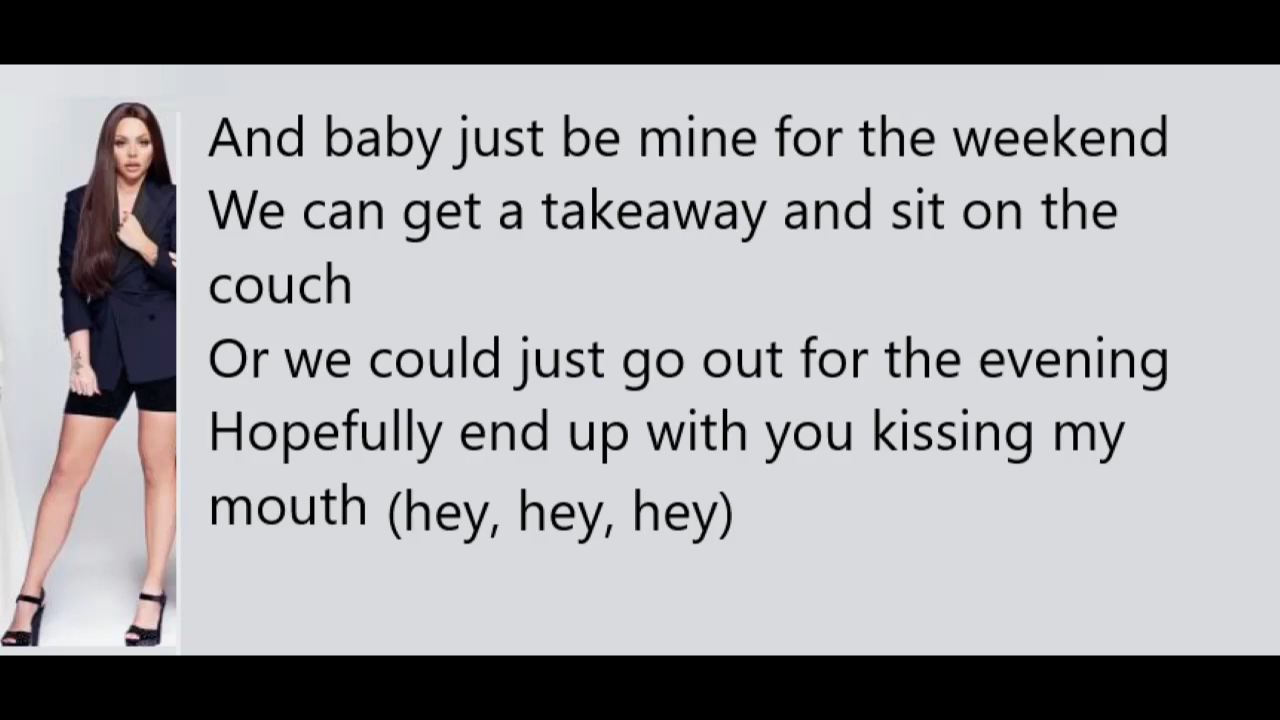 And baby just be mine for the weekend
We can get a takeaway and sit on the
couch
Or we could just go out for the evening
Hopefully end up with you kissing my
mouth (hey, hey, hey)